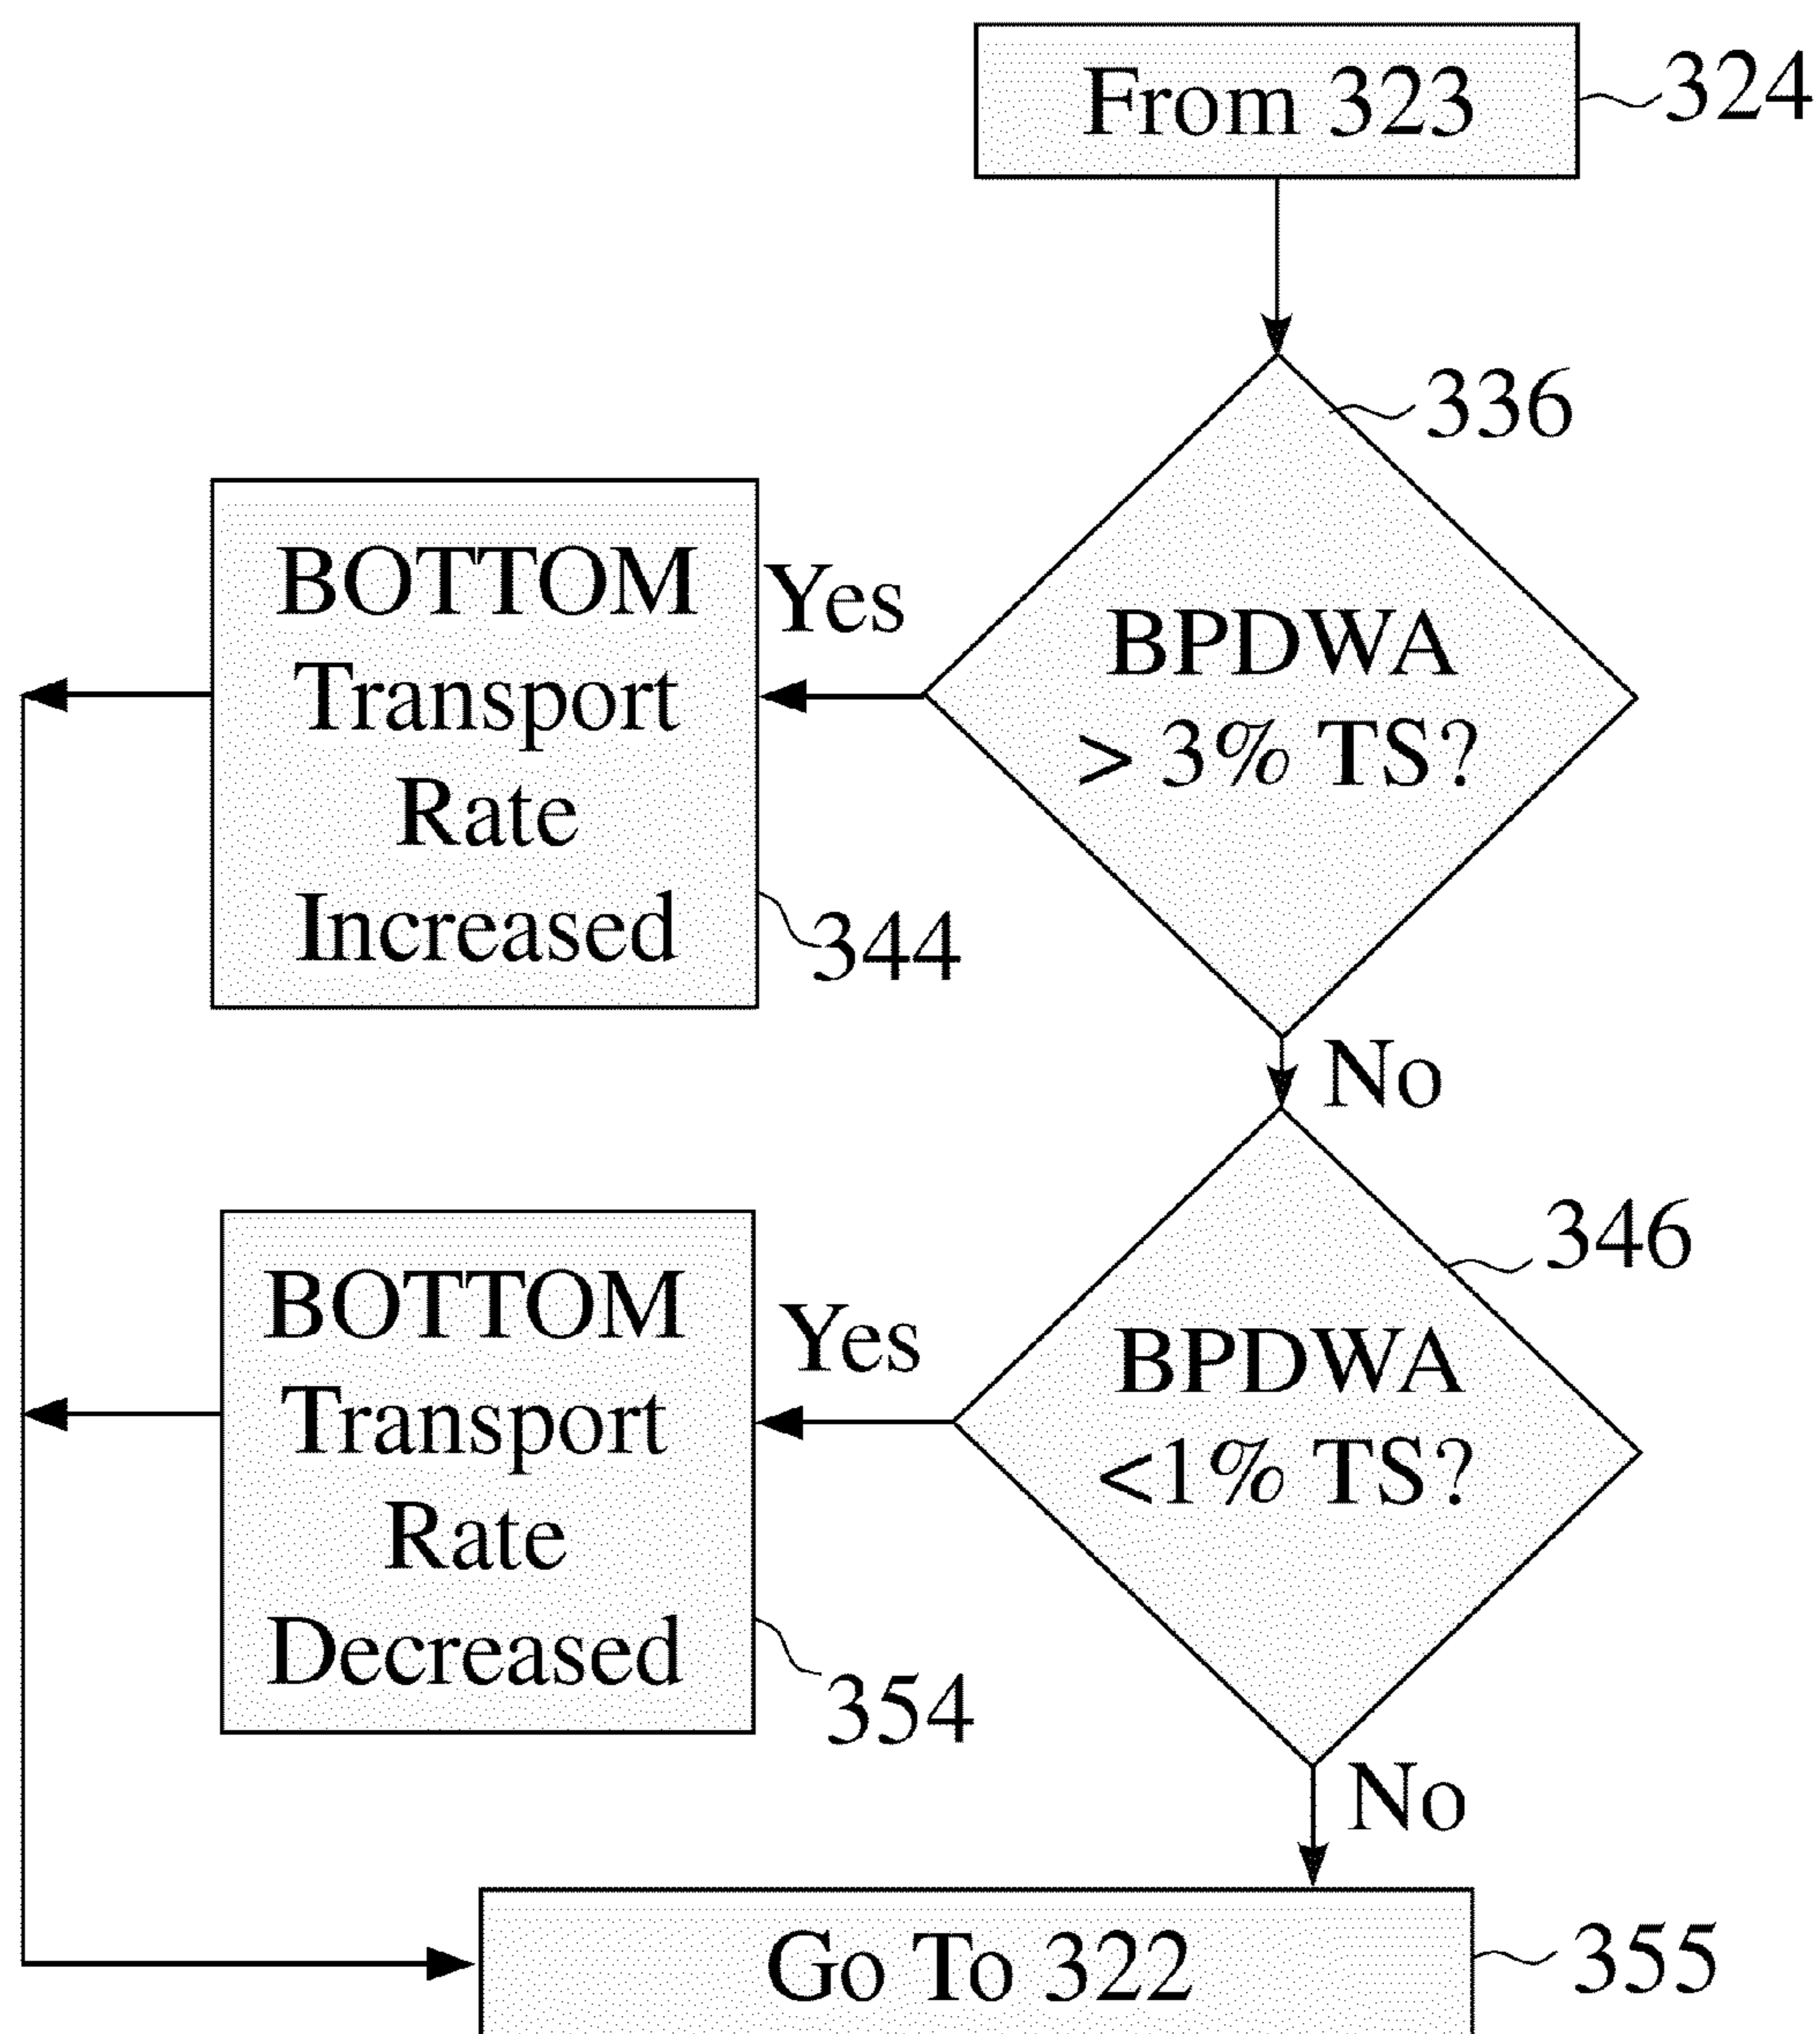 From 323
324
336
BOTTOM
Transport
Rate
Increased
Yes
BPDWA
> 3% TS?
344
No
346
BOTTOM
Transport
Rate
Decreased
Yes
BPDWA
<1% TS?
354
No
Go To 322
355